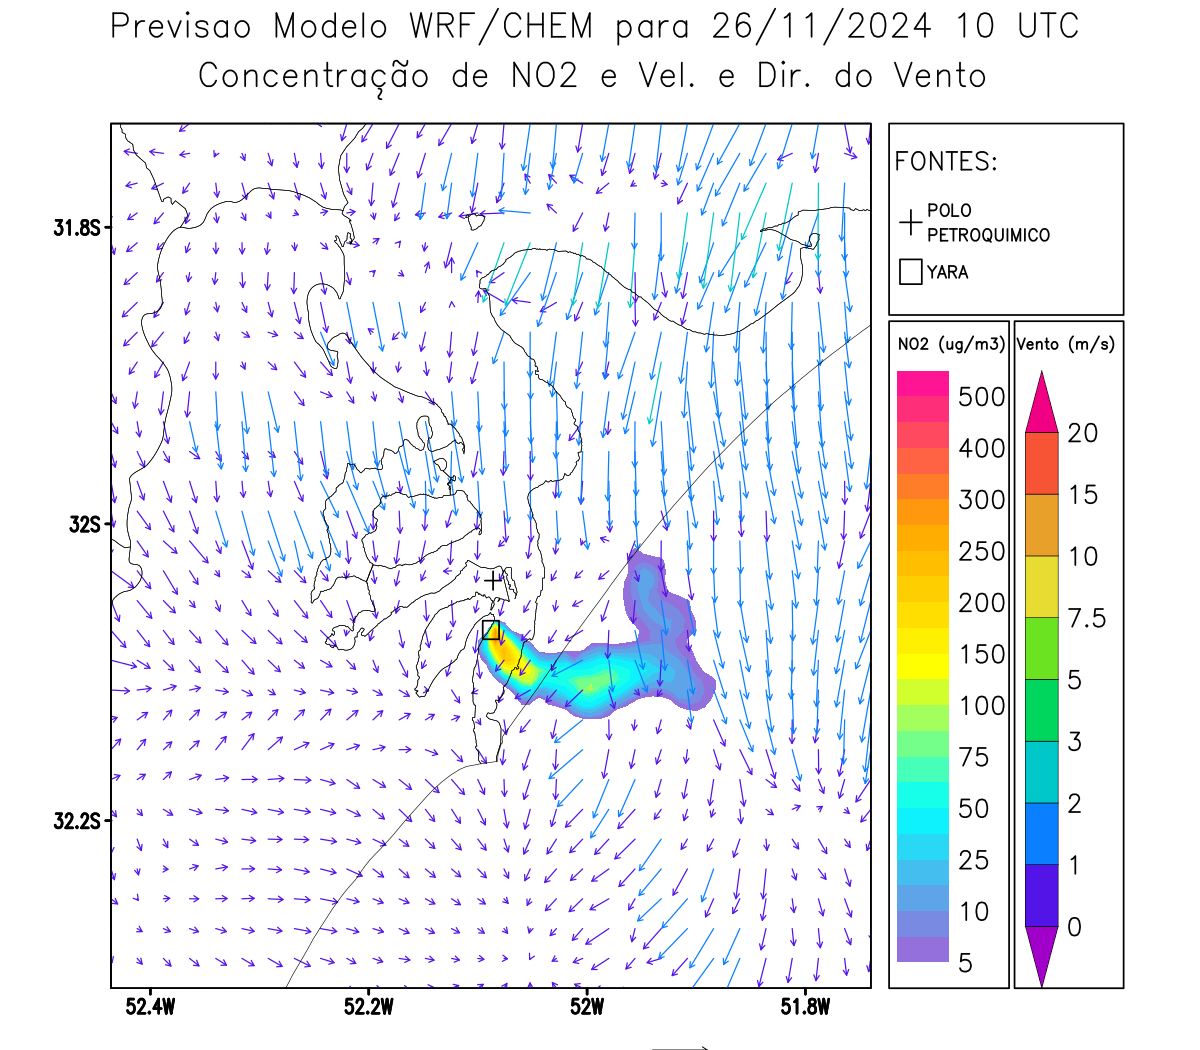 Previsao Modelo WRF/CHEM para 26/11/2024 10 UTC
Concentração de NO2 e Vel. e Dir. do Vento
FONTES:
POLO
PETROQUIMICO
YARA
NO2 (ug/m3)
500
400
300
250
200
150
100
75
50
25
10
5
Vento (m/s)
20
15
10
7.5
5
3
2
1
0
31.8S
32S
32.2S
52.4W
52.2W
52W
51.8W